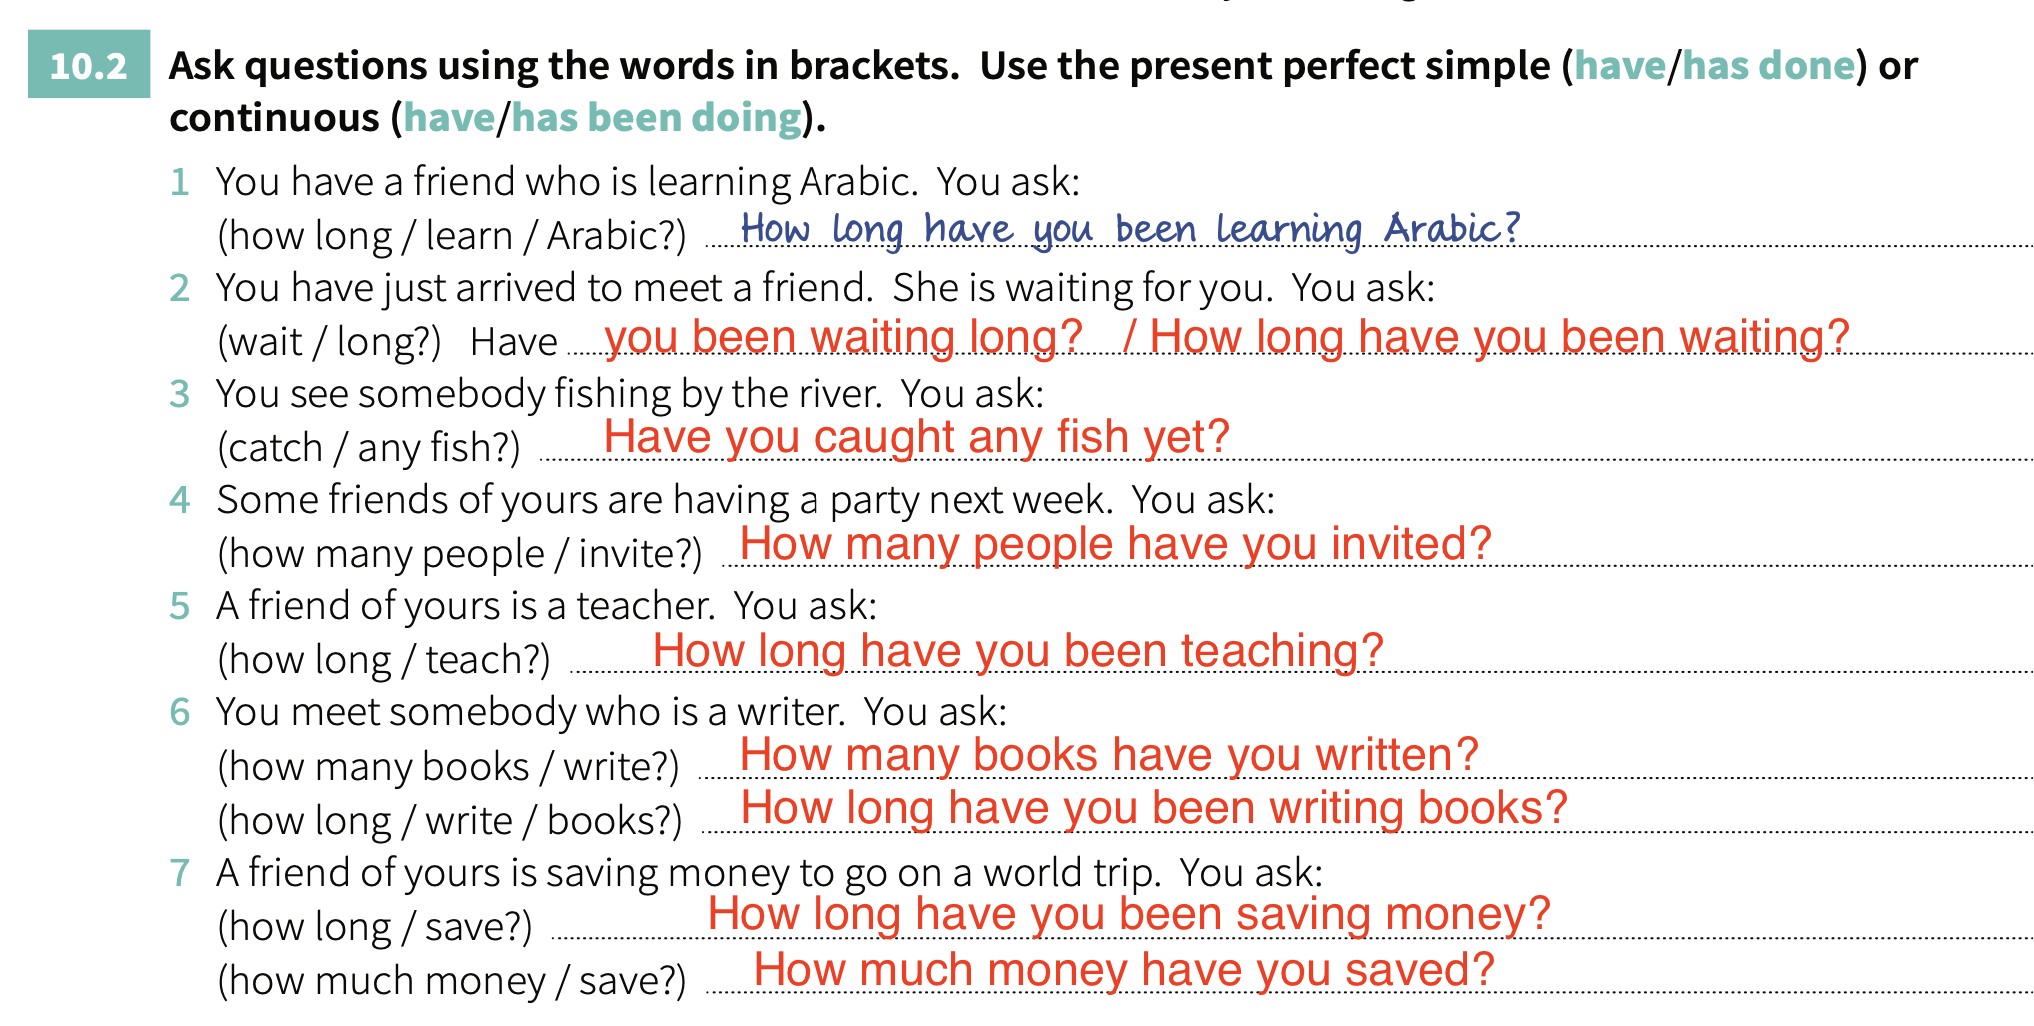 10.2 Ask questions using the words in brackets. Use the present perfect simple (have/has done) or
continuous (have/has been doing).
1 You have a friend who is learning Arabic. You ask:
(how long / learn / Arabic?) How long have you been learning Arabic?
2 You have just arrived to meet a friend. She is waiting for you. You ask:
(wait / long?) Have you been waiting long? / How long have you been waiting?
3 You see somebody fishing by the river. You ask:
(catch / any fish?) Have you caught any fish yet?
4 Some friends of yours are having a party next week. You ask:
(how many people / invite?) How many people have you invited?
5 A friend of yours is a teacher. You ask:
(how long / teach?) How long have you been teaching?
6 You meet somebody who is a writer. You ask:
(how many books / write?) How many books have you written?
(how long / write / books?) How long have you been writing books?
7 A friend of yours is saving money to go on a world trip. You ask:
(how long / save?) How long have you been saving money?
(how much money / save?) How much money have you saved?